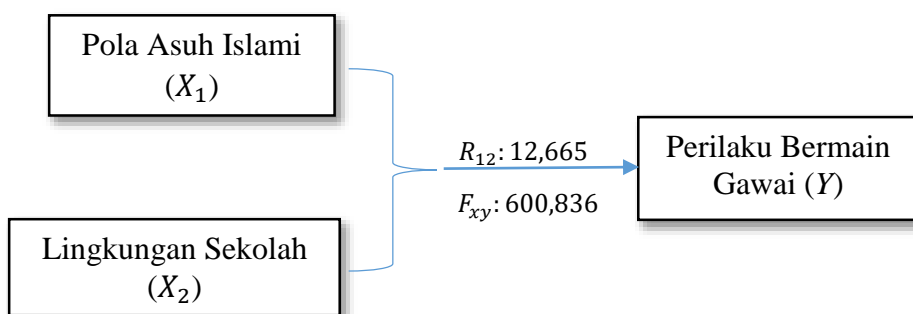 Pola Asuh Islami
(X₁)
R₁₂: 12,665
F_xy: 600,836
Perilaku Bermain
Gawai (Y)
Lingkungan Sekolah
(X₂)